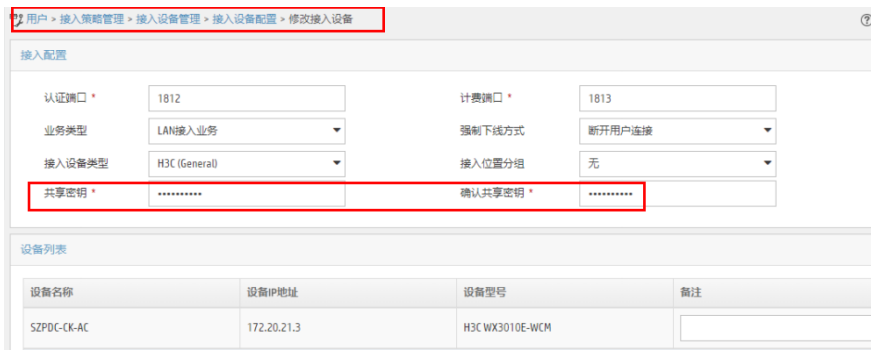 用户 > 接入策略管理 > 接入设备管理 > 接入设备配置 > 修改接入设备
接入配置
认证端口 * 1812 计费端口 * 1813
业务类型 LAN接入业务 强制下线方式 断开用户连接
接入设备类型 H3C (General) 接入位置分组 无
共享密钥 * •••••••••• 确认共享密钥 * ••••••••••
设备列表
设备名称 设备IP地址 设备型号 备注
SZPDC-CK-AC 172.20.21.3 H3C WX3010E-WCM